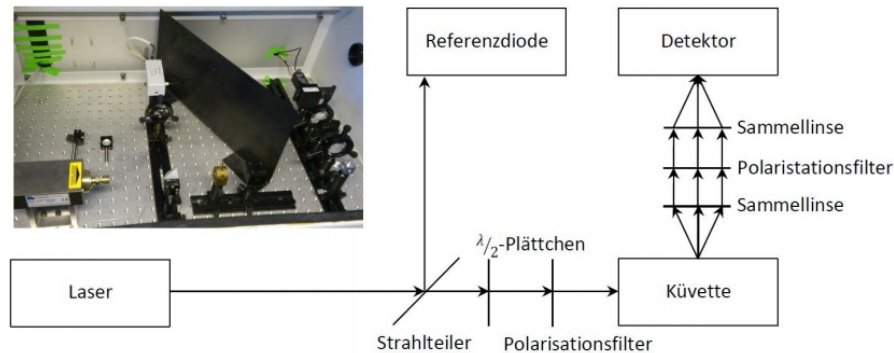 Referenzdiode
Detektor
Sammellinse
Polaristationsfilter
Sammellinse
λ/2-Plättchen
Laser
Küvette
Strahlteiler
Polarisationsfilter